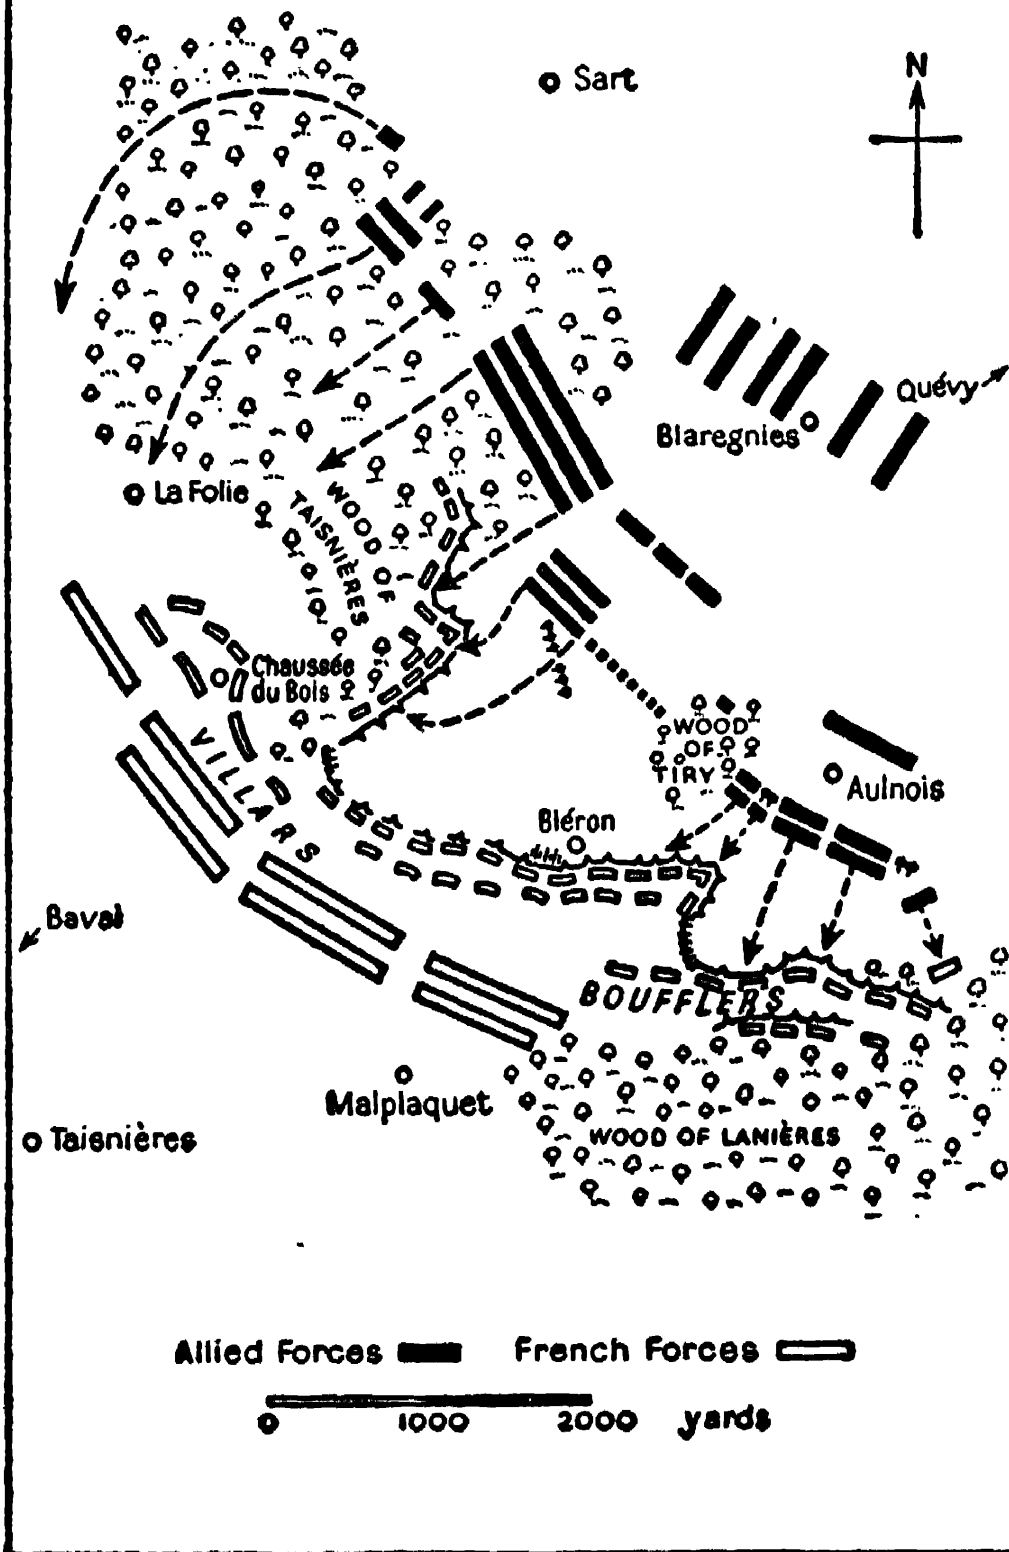 Sart
N
Quévy
Blaregnies
La Folie
WOOD OF
TAISNIÈRES
Chaussée
du Bois
WOOD
OF
TIRY
Aulnois
VILLARS
Bléron
Bavai
BOUFFLERS
Malplaquet
Taisnières
WOOD OF LANIÈRES
Allied Forces French Forces
0 1000 2000 yards